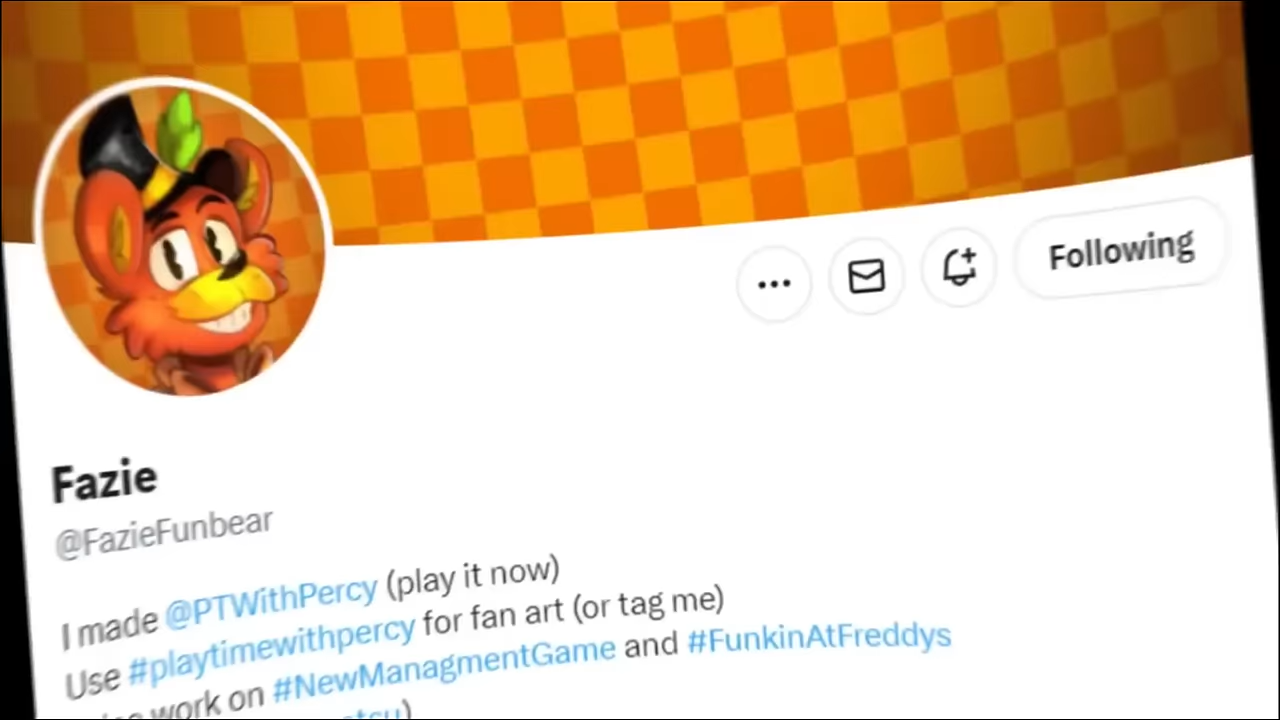 Following
Fazie
@FazieFunbear
I made @PTWithPercy (play it now)
Use #playtimewithpercy for fan art (or tag me)
work on #NewManagmentGame and #FunkinAtFreddys